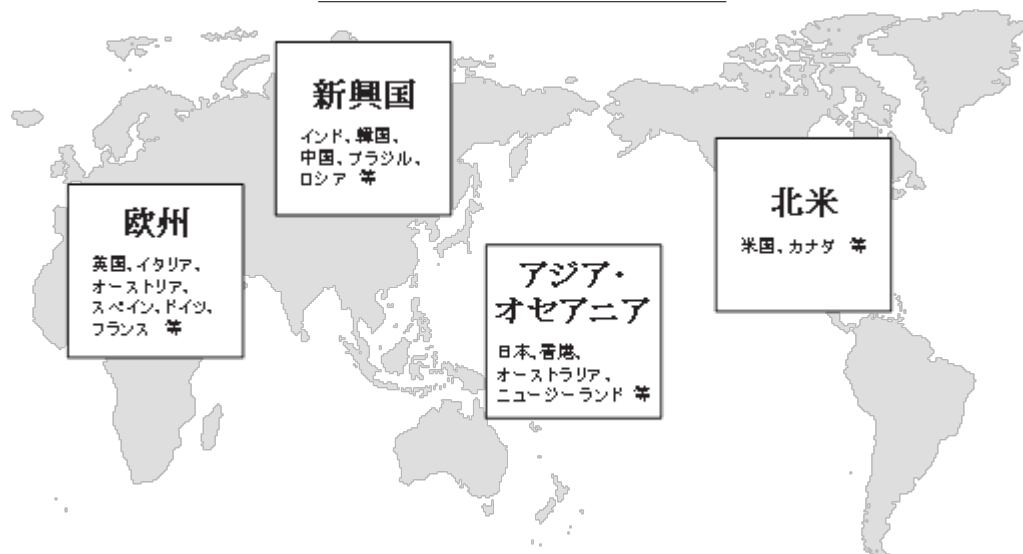 新興国
インド、韓国、
中国、ブラジル、
ロシア 等
欧州
英国、イタリア、
オーストリア、
スペイン、ドイツ、
フランス 等
アジア・
オセアニア
日本、香港、
オーストラリア、
ニュージーランド 等
北米
米国、カナダ 等